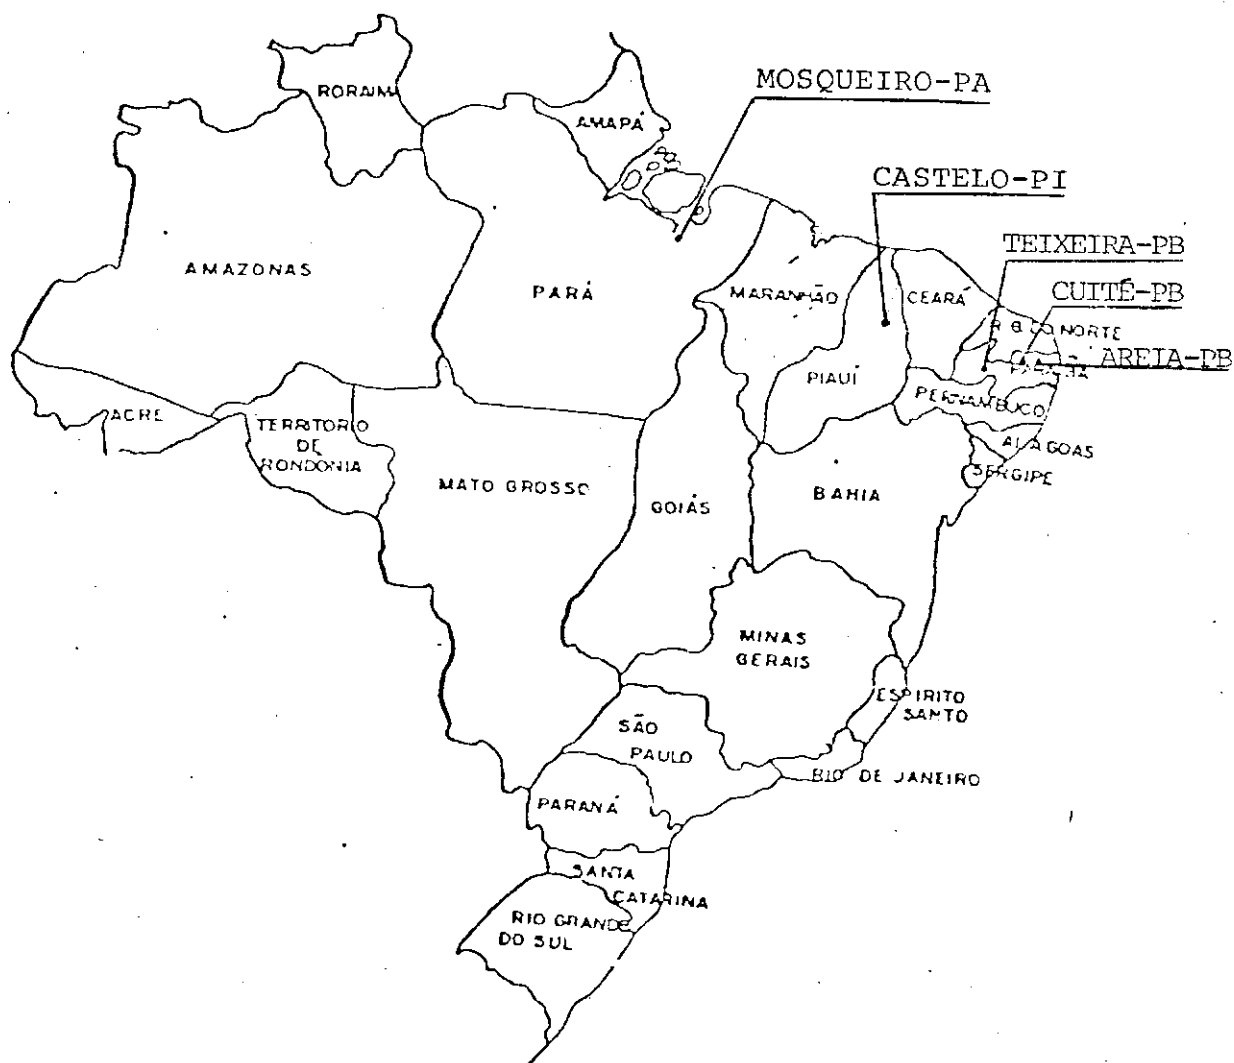 MOSQUEIRO-PA
RORAIMA
AMAPÁ
CASTELO-PI
TEIXEIRA-PB
AMAZONAS
PARÁ
MARANHÃO
CEARÁ
CUITÉ-PB
NORTE
AREIA-PB
PIAUÍ
PERNAMBUCO
ACRE
TERRITORIO
DE
RONDONIA
ALAGOAS
SERGIPE
MATO GROSSO
GOIÁS
BAHIA
MINAS
GERAIS
ESPIRITO
SANTO
SÃO
PAULO
RIO DE JANEIRO
PARANÁ
SANTA
CATARINA
RIO GRANDE
DO SUL